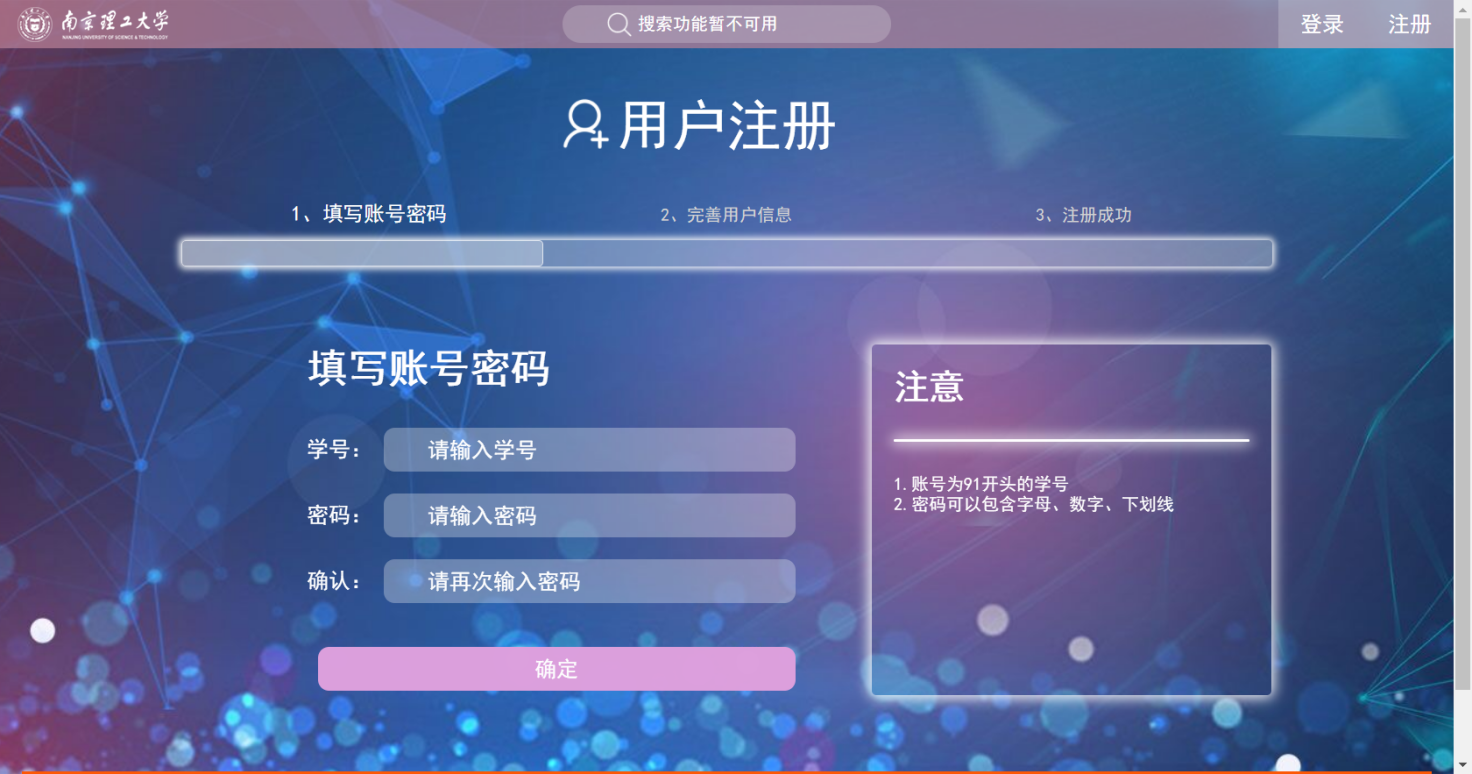 南京理工大学
NANJING UNIVERSITY OF SCIENCE & TECHNOLOGY
搜索功能暂不可用
登录
注册
用户注册
1、填写账号密码
2、完善用户信息
3、注册成功
填写账号密码
学号：
请输入学号
密码：
请输入密码
确认：
请再次输入密码
确定
注意
1. 账号为91开头的学号
2. 密码可以包含字母、数字、下划线